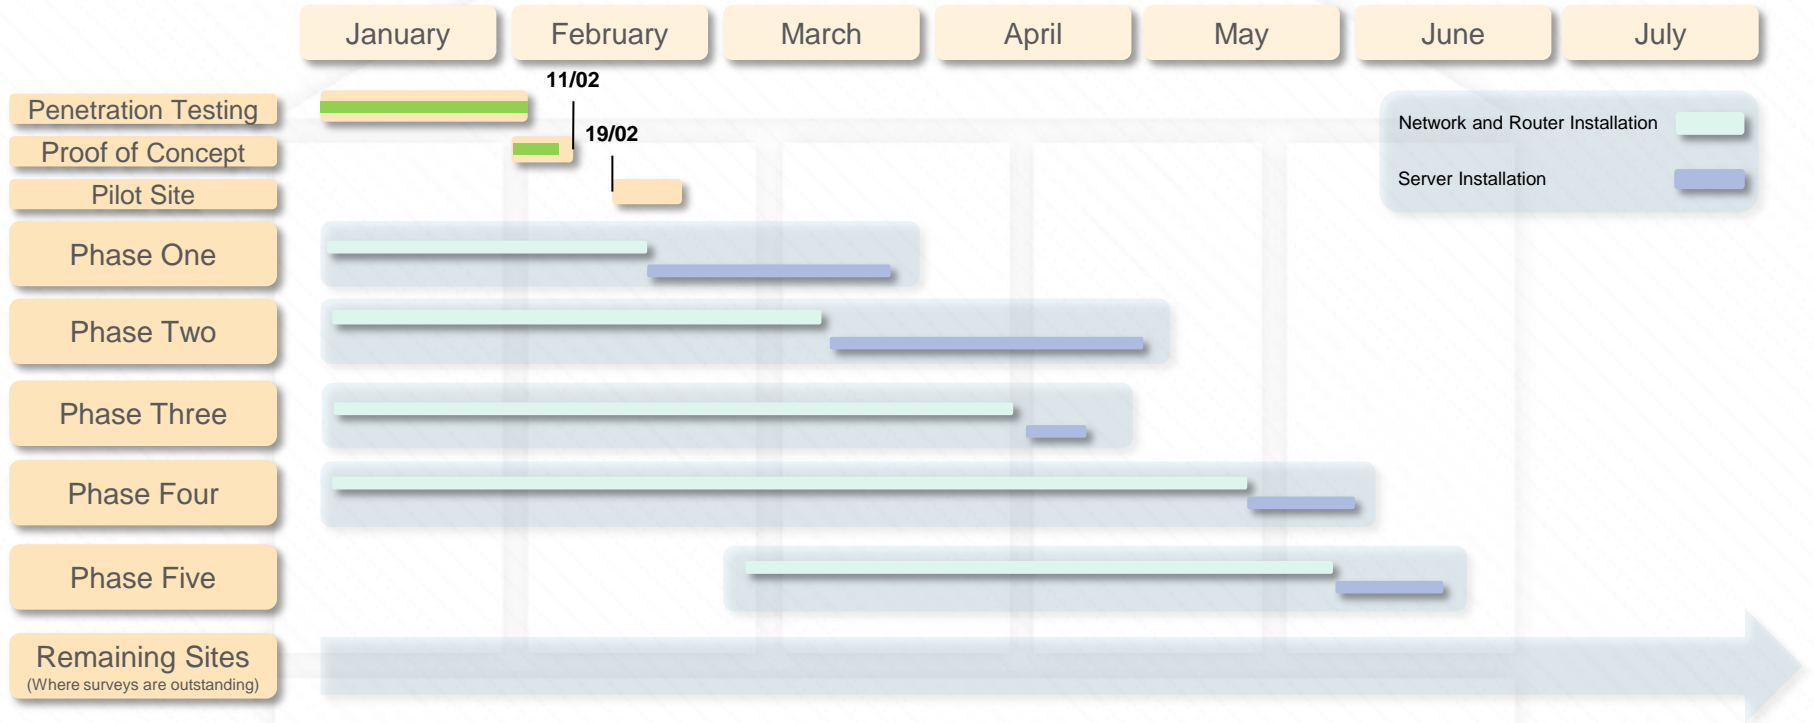 January
February
March
April
May
June
July
11/02
Penetration Testing
19/02
Network and Router Installation
Proof of Concept
Pilot Site
Server Installation
Phase One
Phase Two
Phase Three
Phase Four
Phase Five
Remaining Sites
(Where surveys are outstanding)